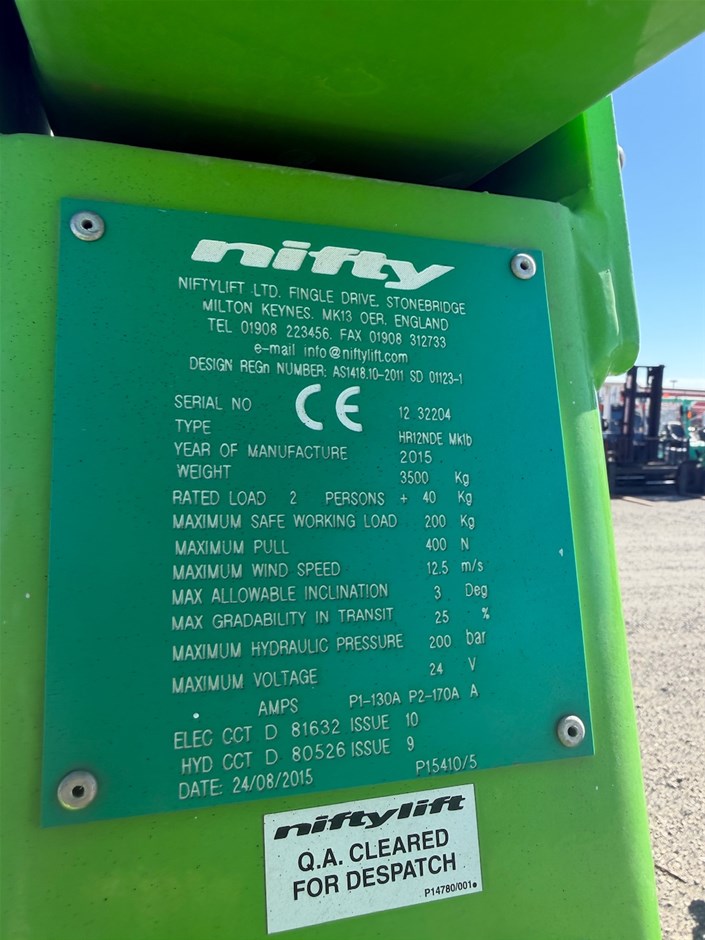 nifty
NIFTYLIFT LTD. FINGLE DRIVE, STONEBRIDGE
MILTON KEYNES. MK13 OER, ENGLAND
TEL 01908 223456. FAX 01908 312733
e-mail info@niftylift.com
DESIGN REGn NUMBER: AS1418.10-2011 SD 01123-1
CE
SERIAL NO 12 32204
TYPE HR12NDE Mk1b
YEAR OF MANUFACTURE 2015
WEIGHT 3500 Kg
RATED LOAD 2 PERSONS + 40 Kg
MAXIMUM SAFE WORKING LOAD 200 Kg
MAXIMUM PULL 400 N
MAXIMUM WIND SPEED 12.5 m/s
MAX ALLOWABLE INCLINATION 3 Deg
MAX GRADABILITY IN TRANSIT 25 %
MAXIMUM HYDRAULIC PRESSURE 200 bar
MAXIMUM VOLTAGE 24 V
AMPS P1-130A P2-170A A
ELEC CCT D 81632 ISSUE 10
HYD CCT D 80526 ISSUE 9
DATE: 24/08/2015 P15410/5
niftylift
Q.A. CLEARED
FOR DESPATCH
P14780/001